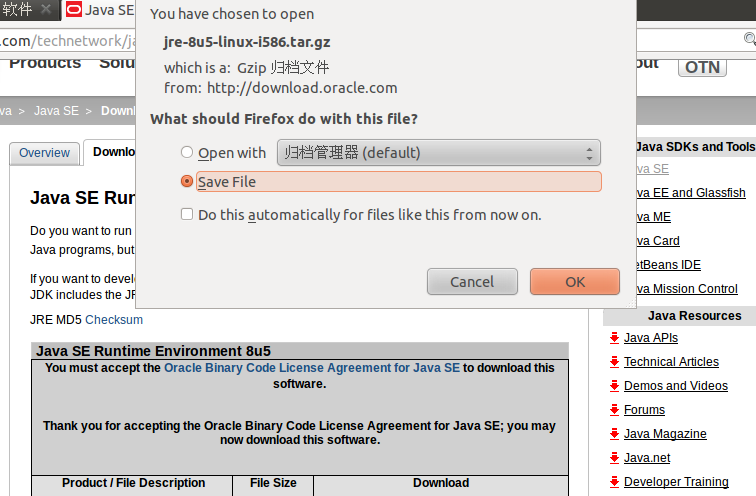 软件
Java SE
You have chosen to open
jre-8u5-linux-i586.tar.gz
which is a: Gzip 归档文件
from: http://download.oracle.com
What should Firefox do with this file?
Open with 归档管理器 (default)
Save File
Do this automatically for files like this from now on.
Cancel OK
.com/technetwork/ja
Products Solu
out OTN
va > Java SE > Downl
Overview Downlo
Java SE Run
Do you want to run
Java programs, but
If you want to develo
JDK includes the JR
JRE MD5 Checksum
Java SE Runtime Environment 8u5
You must accept the Oracle Binary Code License Agreement for Java SE to download this
software.
Thank you for accepting the Oracle Binary Code License Agreement for Java SE; you may
now download this software.
Product / File Description File Size Download
Java SDKs and Tools
va SE
va EE and Glassfish
va ME
va Card
etBeans IDE
va Mission Control
Java Resources
Java APIs
Technical Articles
Demos and Videos
Forums
Java Magazine
Java.net
Developer Training